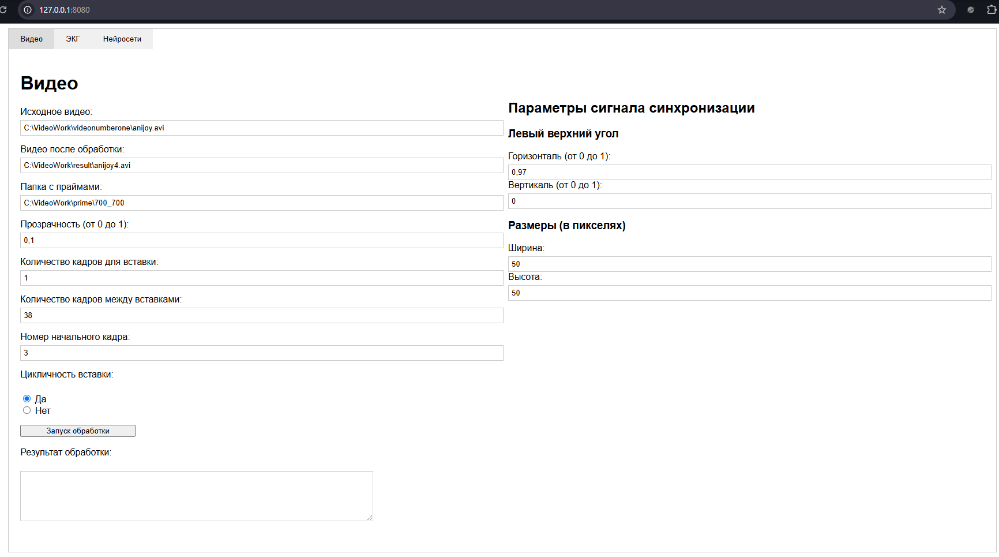 127.0.0.1:8080
Видео ЭКГ Нейросети
Видео
Исходное видео:
C:\VideoWork\videonumberone\anijoy.avi
Видео после обработки:
C:\VideoWork\result\anijoy4.avi
Папка с праймами:
C:\VideoWork\prime\700_700
Прозрачность (от 0 до 1):
0,1
Количество кадров для вставки:
1
Количество кадров между вставками:
38
Номер начального кадра:
3
Цикличность вставки:
Да
Нет
Запуск обработки
Результат обработки:
Параметры сигнала синхронизации
Левый верхний угол
Горизонталь (от 0 до 1):
0,97
Вертикаль (от 0 до 1):
0
Размеры (в пикселях)
Ширина:
50
Высота:
50